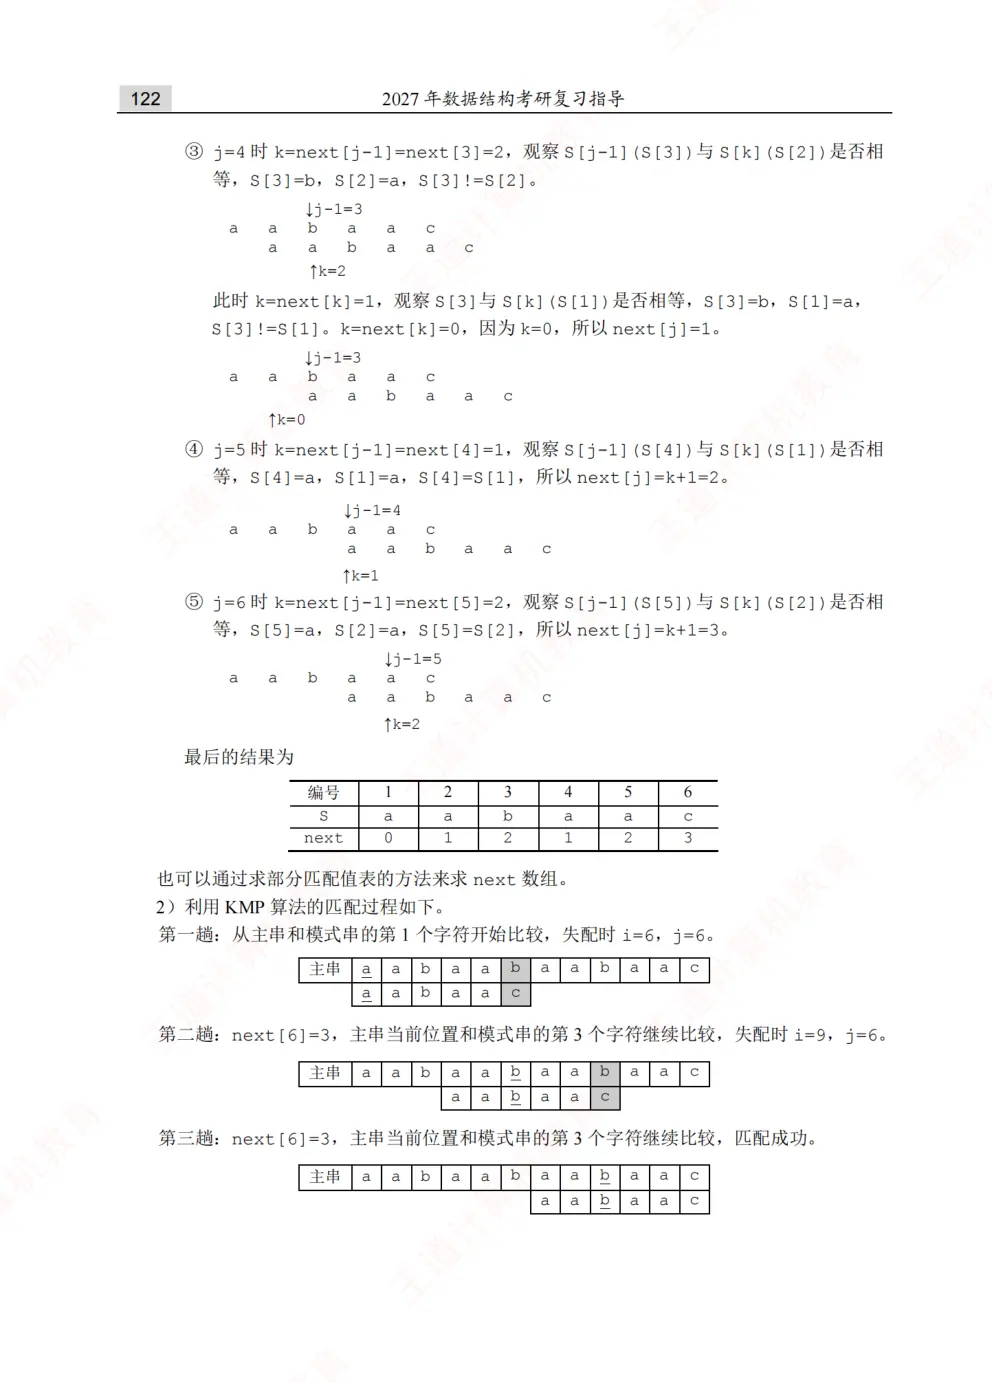 122
2027 年数据结构考研复习指导
③ j=4 时 k=next[j-1]=next[3]=2，观察 S[j-1](S[3])与 S[k](S[2])是否相
等，S[3]=b，S[2]=a，S[3]!=S[2]。
↓j-1=3
a a b a a c
a a b a a c
↑k=2
此时 k=next[k]=1，观察 S[3]与 S[k](S[1])是否相等，S[3]=b，S[1]=a，
S[3]!=S[1]。k=next[k]=0，因为 k=0，所以 next[j]=1。
↓j-1=3
a a b a a c
a a b a a c
↑k=0
④ j=5 时 k=next[j-1]=next[4]=1，观察 S[j-1](S[4])与 S[k](S[1])是否相
等，S[4]=a，S[1]=a，S[4]=S[1]，所以 next[j]=k+1=2。
↓j-1=4
a a b a a c
a a b a a c
↑k=1
⑤ j=6 时 k=next[j-1]=next[5]=2，观察 S[j-1](S[5])与 S[k](S[2])是否相
等，S[5]=a，S[2]=a，S[5]=S[2]，所以 next[j]=k+1=3。
↓j-1=5
a a b a a c
a a b a a c
↑k=2
最后的结果为
编号 1 2 3 4 5 6
S a a b a a c
next 0 1 2 1 2 3
也可以通过求部分匹配值表的方法来求 next 数组。
2）利用 KMP 算法的匹配过程如下。
第一趟：从主串和模式串的第 1 个字符开始比较，失配时 i=6，j=6。
主串 a a b a a b a a b a a c
a a b a a c
第二趟：next[6]=3，主串当前位置和模式串的第 3 个字符继续比较，失配时 i=9，j=6。
主串 a a b a a b a a b a a c
a a b a a c
第三趟：next[6]=3，主串当前位置和模式串的第 3 个字符继续比较，匹配成功。
主串 a a b a a b a a b a a c
a a b a a c
王道计算机教育